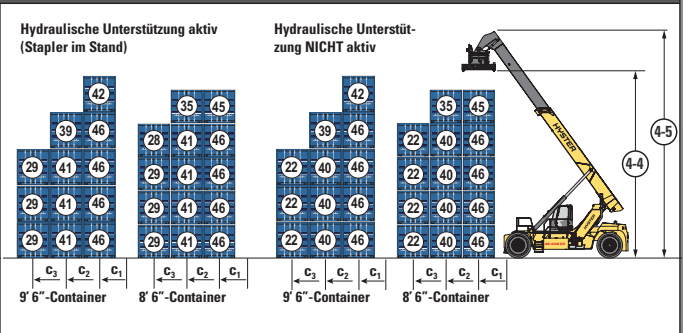 Hydraulische Unterstützung aktiv
(Stapler im Stand)
42
39 46
29 41 46
29 41 46
29 41 46
c3 c2 c1
9′ 6″-Container
35 45
28 41 46
29 41 46
29 41 46
29 41 46
c3 c2 c1
8′ 6″-Container
Hydraulische Unterstüt-
zung NICHT aktiv
42
39 46
22 40 46
22 40 46
22 40 46
c3 c2 c1
9′ 6″-Container
35 45
22 40 46
22 40 46
22 40 46
22 40 46
c3 c2 c1
8′ 6″-Container
HYSTER
HYSTER
4-5
4-4